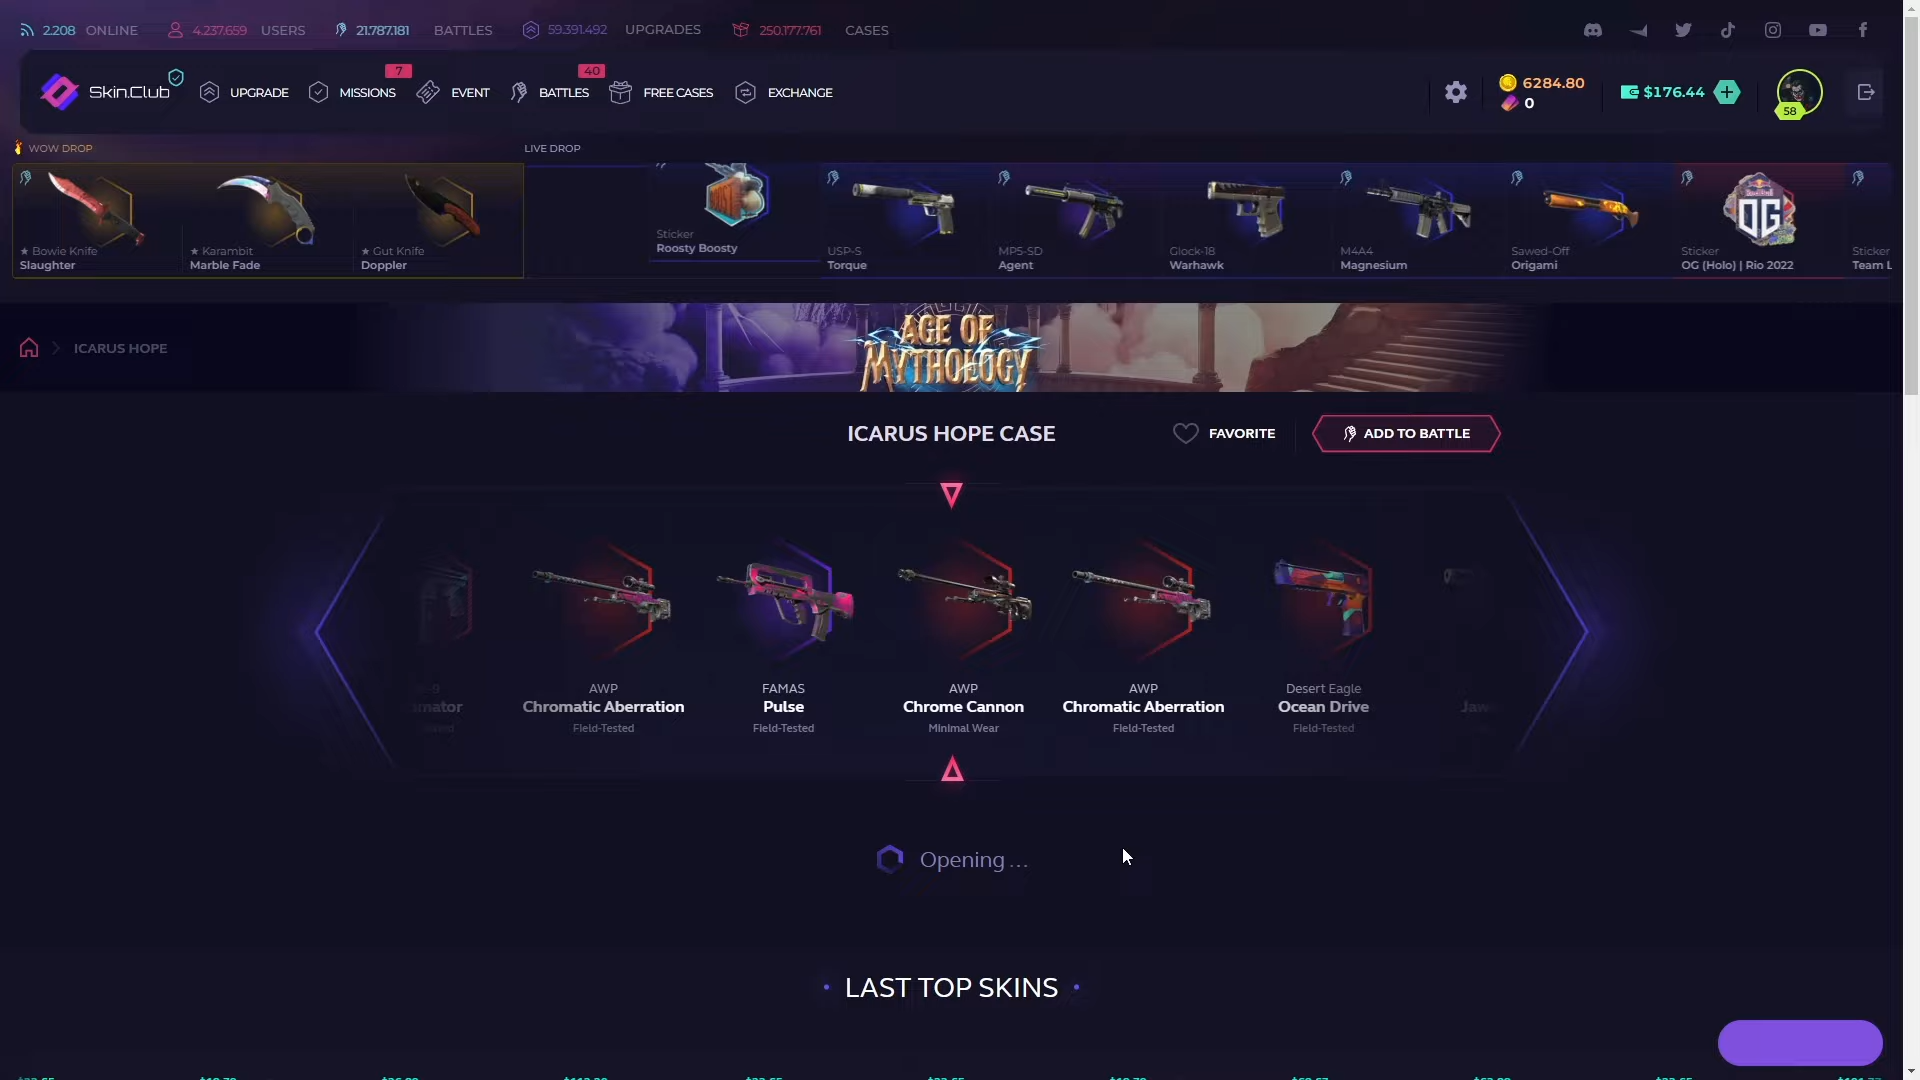 2.208 ONLINE 4.237.659 USERS 21.787.181 BATTLES 59.391.492 UPGRADES 250.177.761 CASES
7 40
Skin.Club UPGRADE MISSIONS EVENT BATTLES FREE CASES EXCHANGE
6284.80
0
$176.44
58
WOW DROP LIVE DROP
★ Bowie Knife
Slaughter
★ Karambit
Marble Fade
★ Gut Knife
Doppler
Sticker
Roosty Boosty
USP-S
Torque
MP5-SD
Agent
Glock-18
Warhawk
M4A4
Magnesium
Sawed-Off
Origami
OG
Sticker
OG (Holo) | Rio 2022
Sticker
Team L
ICARUS HOPE
AGE OF
MYTHOLOGY
ICARUS HOPE CASE
FAVORITE
ADD TO BATTLE
AWP
Chromatic Aberration
Field-Tested
FAMAS
Pulse
Field-Tested
AWP
Chrome Cannon
Minimal Wear
AWP
Chromatic Aberration
Field-Tested
Desert Eagle
Ocean Drive
Field-Tested
Opening ...
• LAST TOP SKINS •